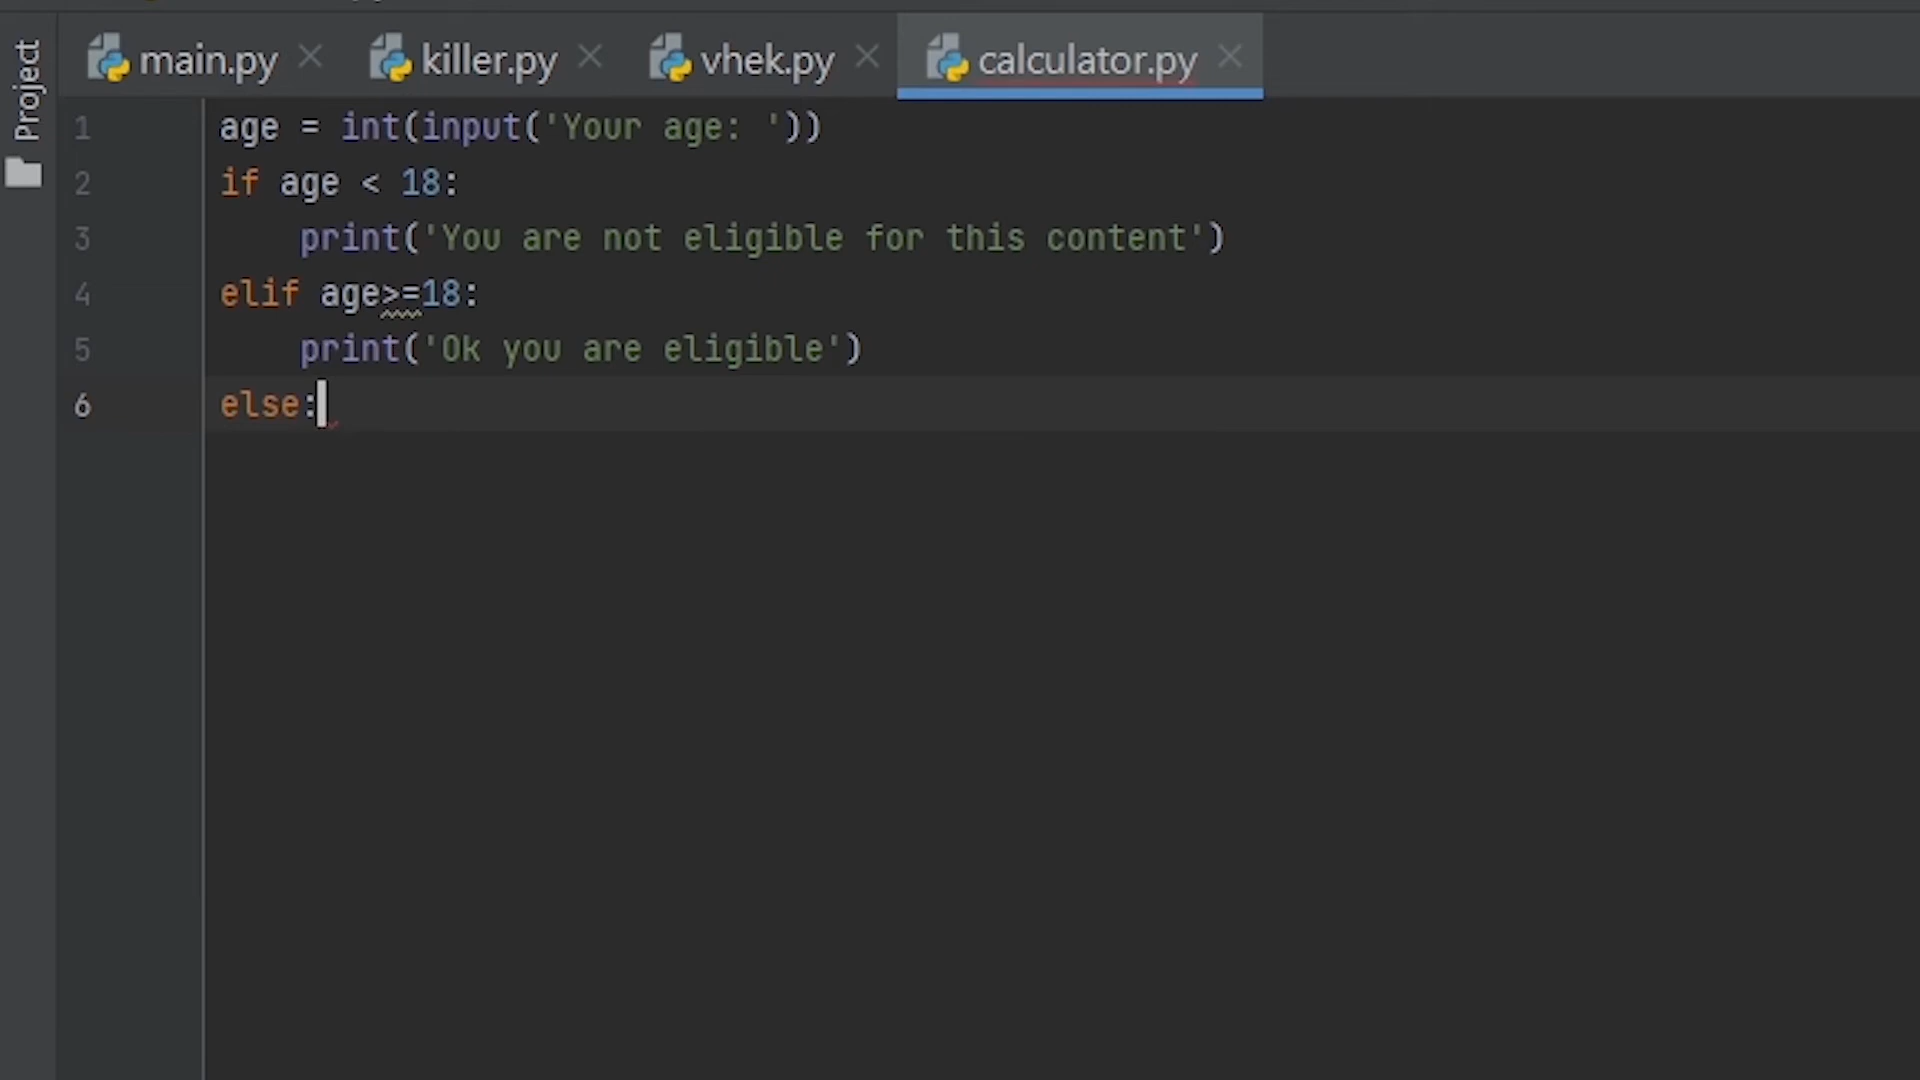 Project
main.py
killer.py
vhek.py
calculator.py
1 age = int(input('Your age: '))
2 if age < 18:
3     print('You are not eligible for this content')
4 elif age>=18:
5     print('Ok you are eligible')
6 else: